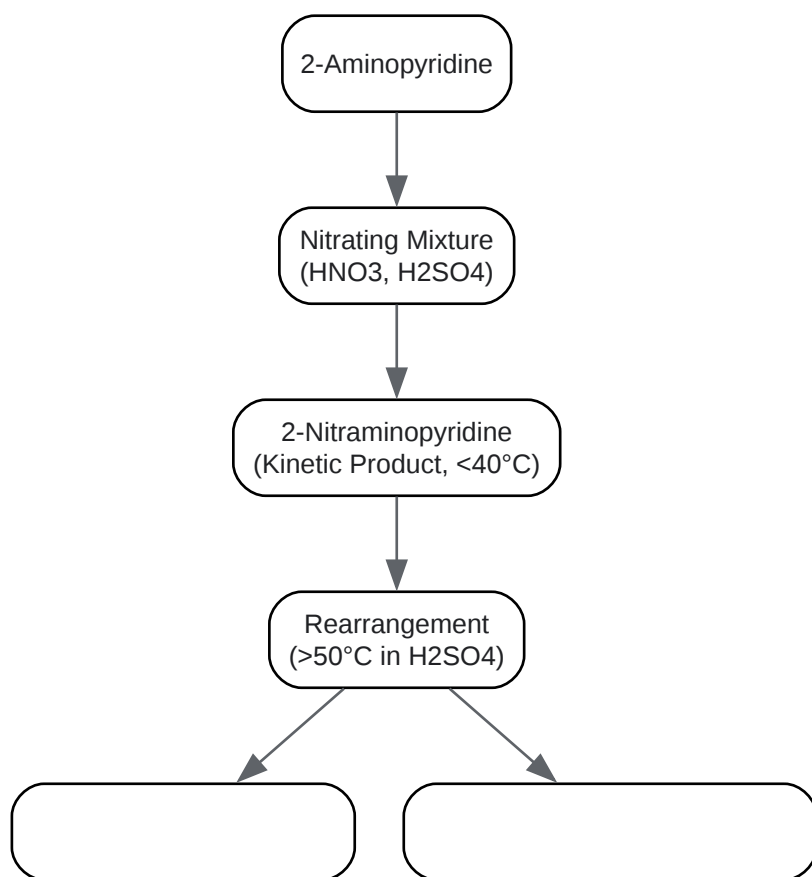 2-Aminopyridine
Nitrating Mixture
(HNO3, H2SO4)
2-Nitraminopyridine
(Kinetic Product, <40°C)
Rearrangement
(>50°C in H2SO4)